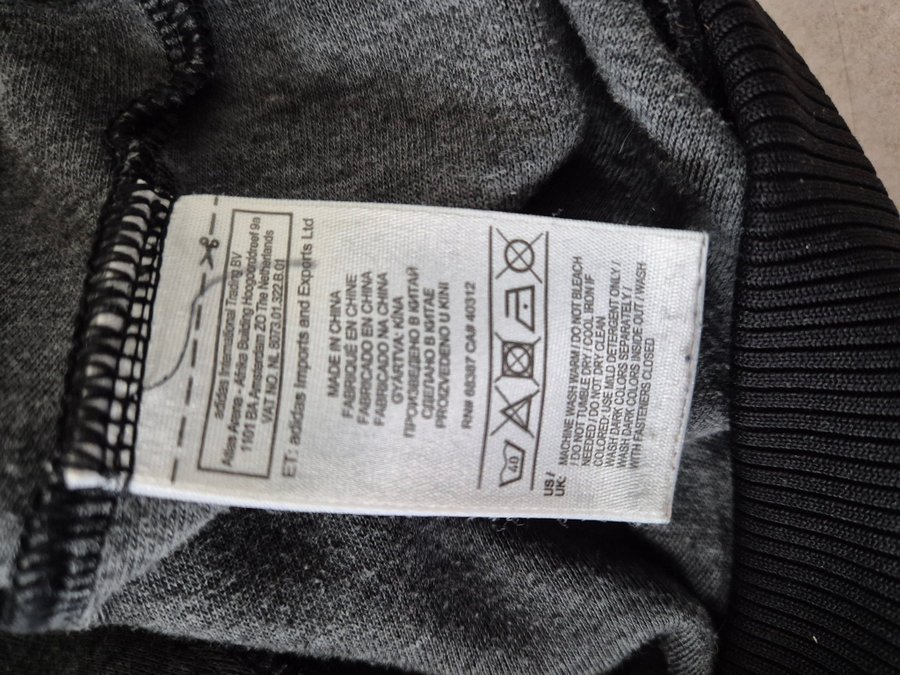 adidas International Trading BV
Atlas Arena - Afrika Building Hoogoorddreef 9a
1101 BA Amsterdam ZO The Netherlands
VAT NO: NL 8073.01.322.B.01
ET: adidas Imports and Exports Ltd
MADE IN CHINA
FABRIQUÉ EN CHINE
FABRICADO EN CHINA
FABRICADO NA CHINA
GYÁRTVA: KÍNA
ПРОИЗВЕДЕНО В КИТАЙ
СДЕЛАНО В КИТАЕ
PROIZVEDENO U KINI
RN# 88387 CA# 40312
40
US /
UK:
MACHINE WASH WARM / DO NOT BLEACH
/ DO NOT TUMBLE DRY / COOL IRON IF
NEEDED / DO NOT DRY CLEAN
COLORED: USE MILD DETERGENT ONLY /
WASH DARK COLORS SEPARATELY /
WASH DARK COLORS INSIDE OUT / WASH
WITH FASTENERS CLOSED